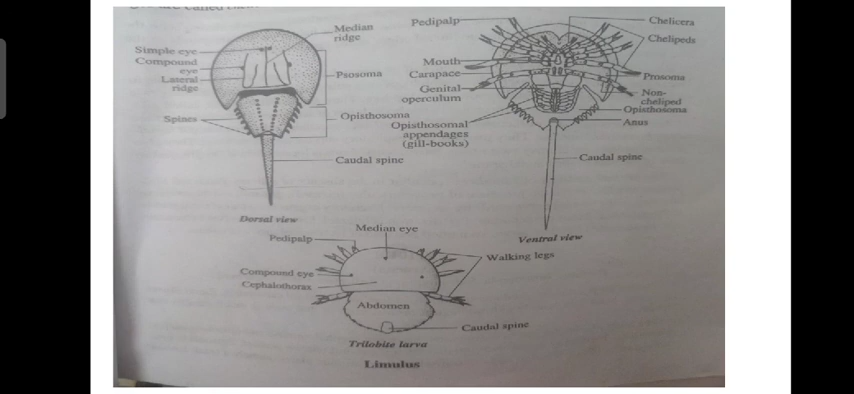 Median
ridge
Simple eye
Compound
eye
Lateral
ridge
Psosoma
Spines
Opisthosoma
Caudal spine
Dorsal view
Pedipalp
Chelicera
Chelipeds
Mouth
Carapace
Prosoma
Genital
operculum
Non-
cheliped
Opisthosoma
Anus
Opisthosomal
appendages
(gill-books)
Caudal spine
Ventral view
Median eye
Pedipalp
Walking legs
Compound eye
Cephalothorax
Abdomen
Caudal spine
Trilobite larva
Limulus